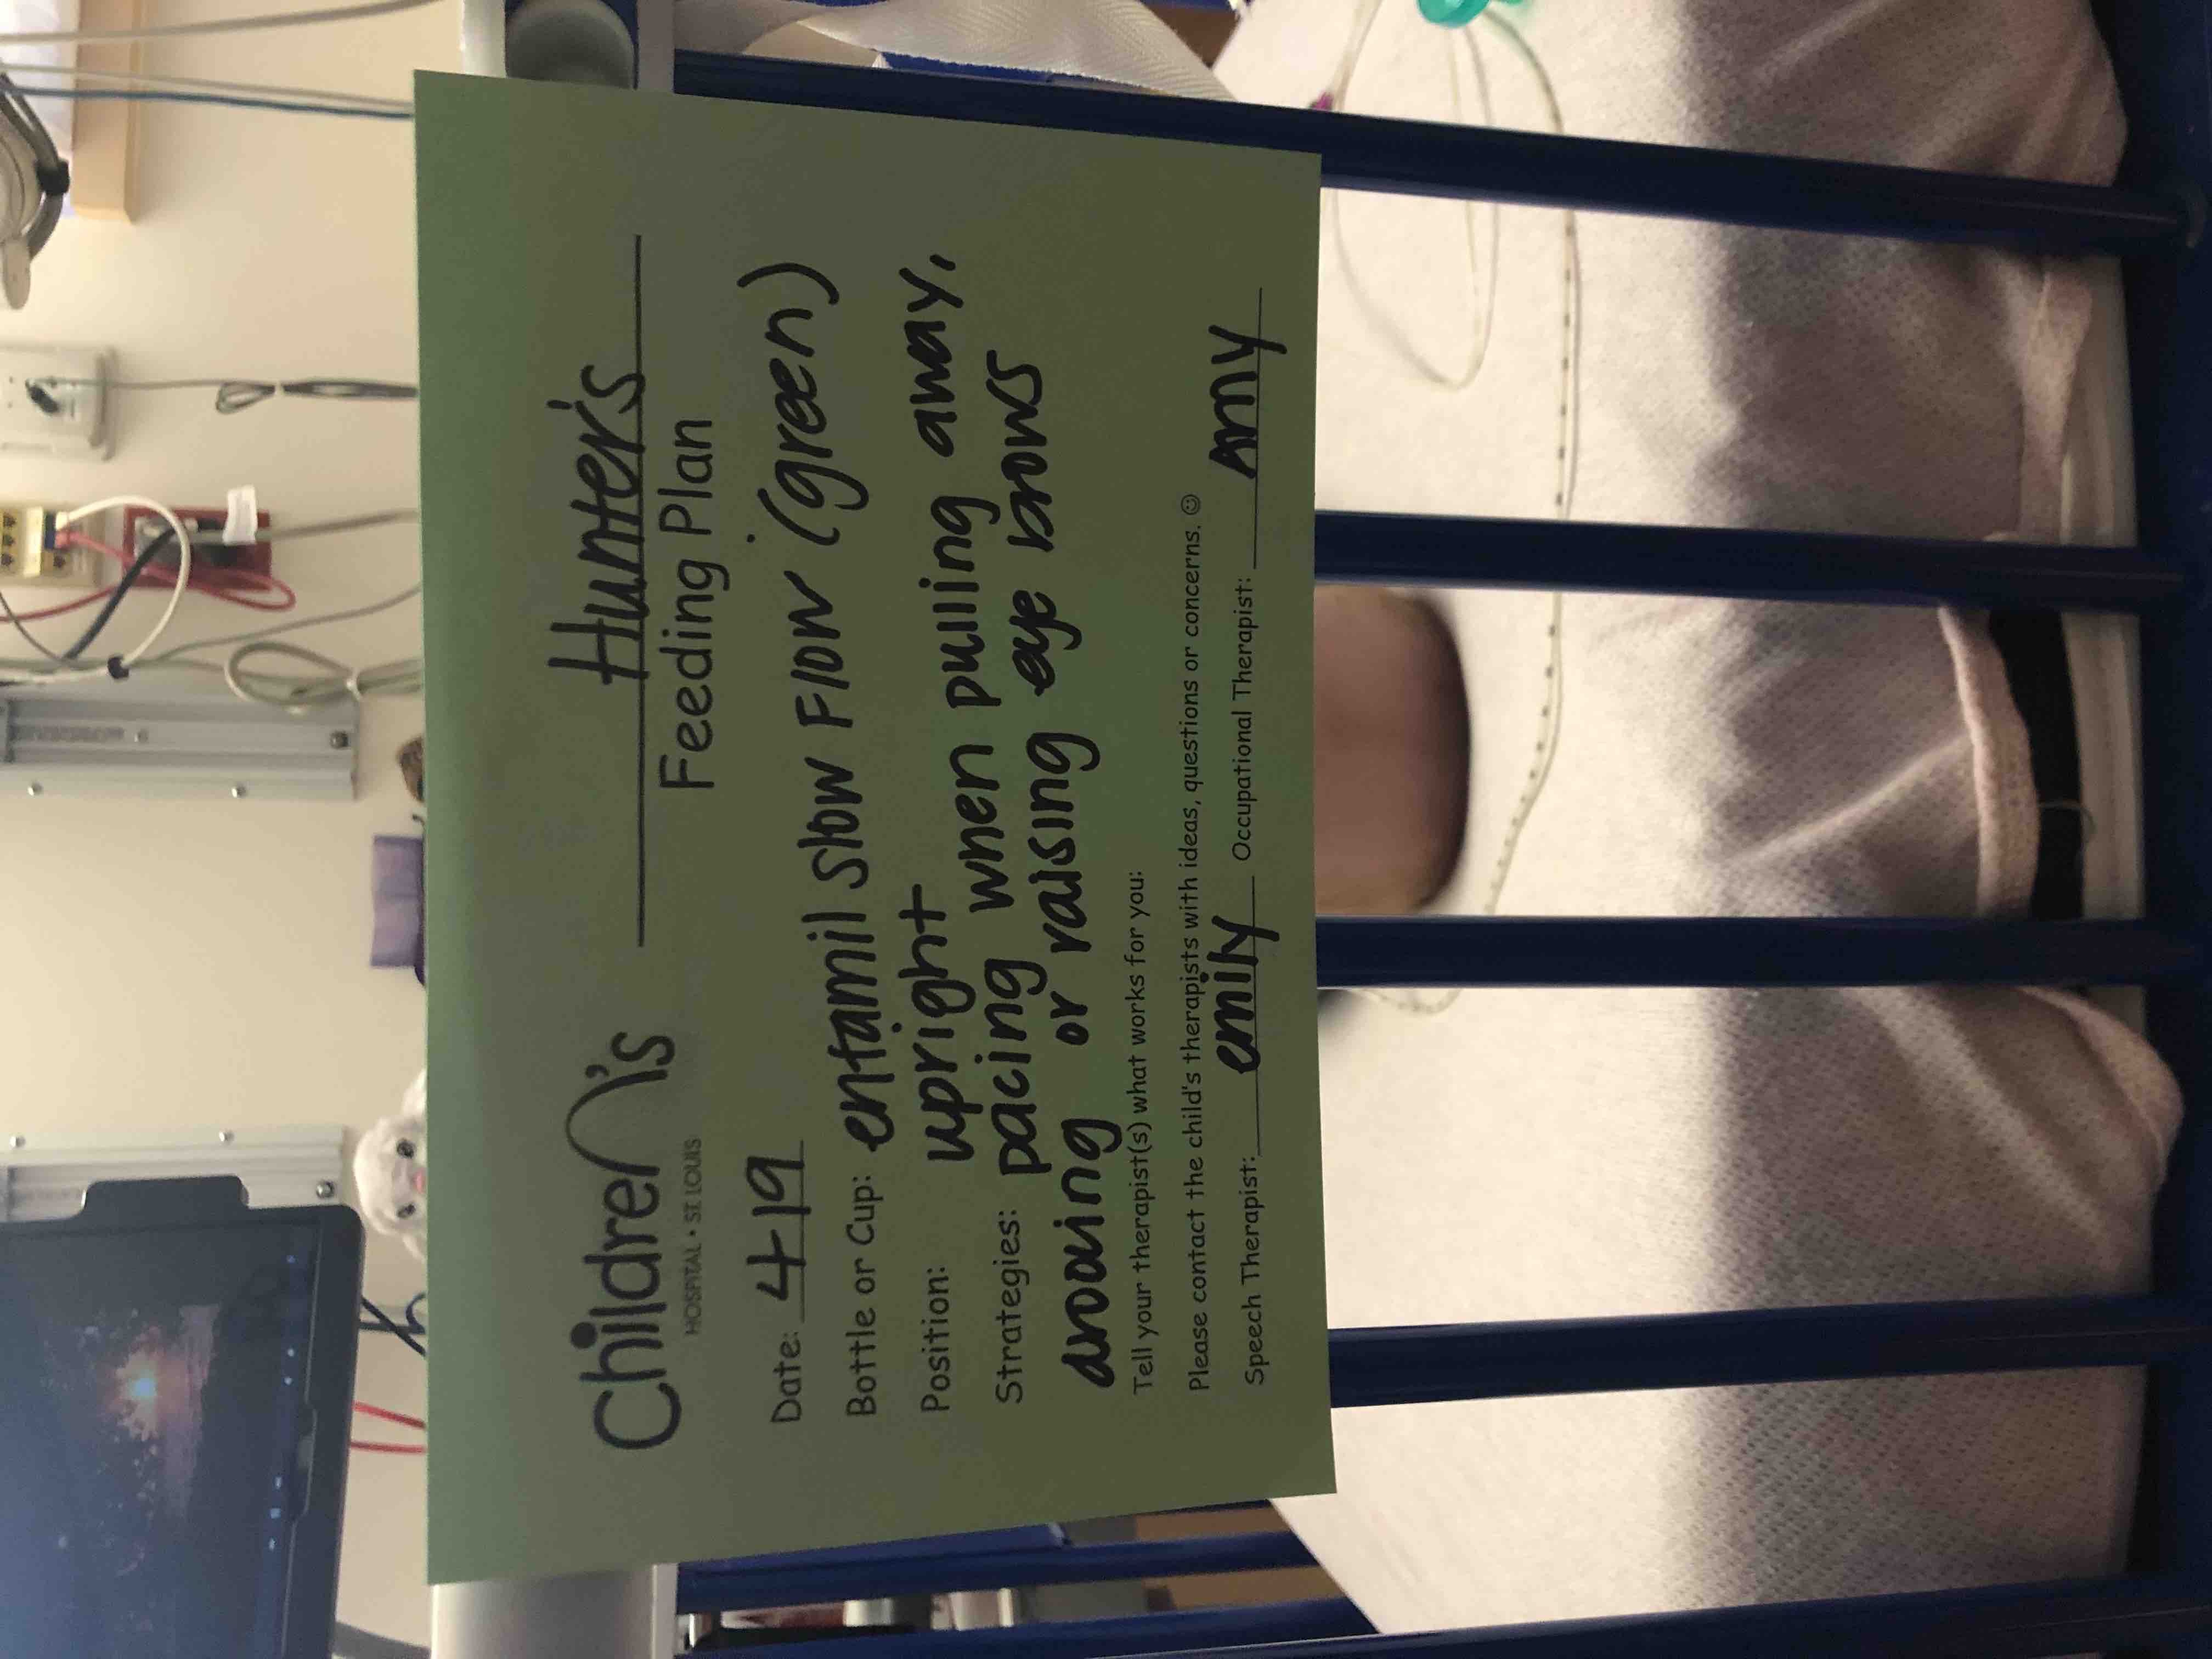 Children's
HOSPITAL • ST. LOUIS
Hunter's
Feeding Plan
Date: 4/19
Bottle or Cup: enfamil slow Flow (green)
Position: upright
Strategies: pacing when pulling away,
drooling or raising eye brows
Tell your therapist(s) what works for you:
Please contact the child's therapists with ideas, questions or concerns. ☺
Speech Therapist: emily Occupational Therapist: Amy